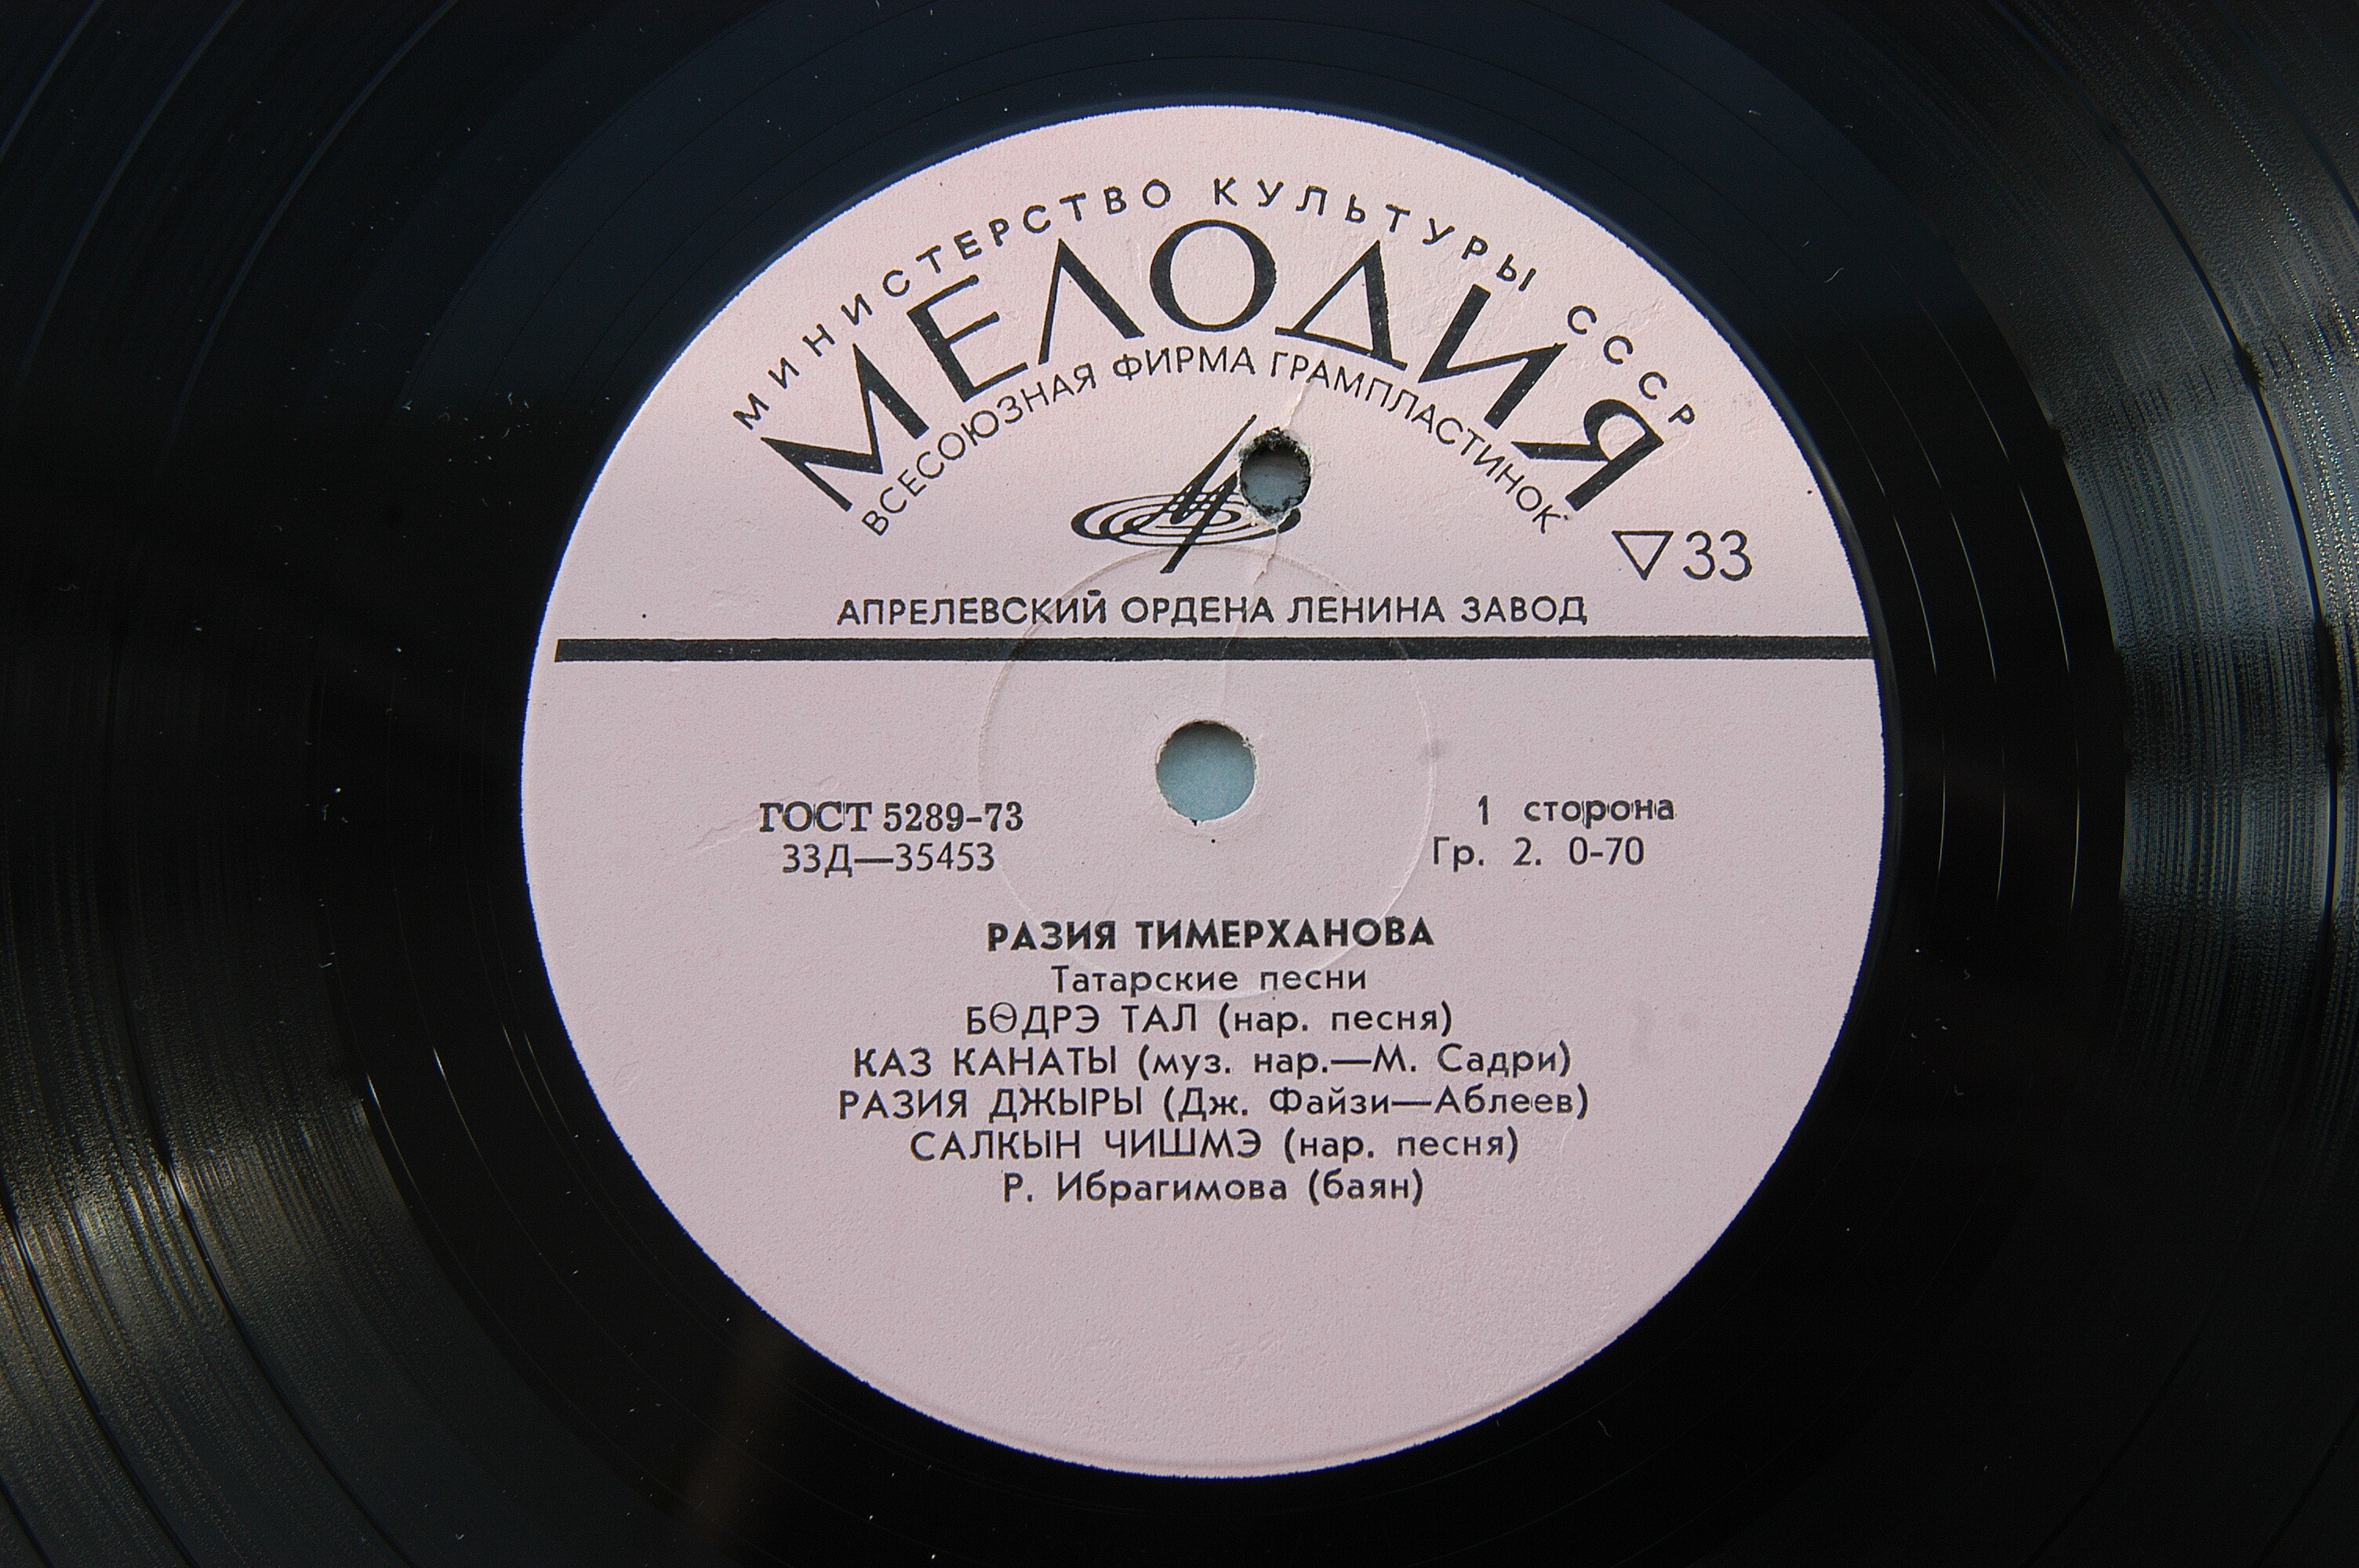 МИНИСТЕРСТВО КУЛЬТУРЫ СССР
МЕЛОДИЯ
ВСЕСОЮЗНАЯ ФИРМА ГРАМПЛАСТИНОК
▽33
АПРЕЛЕВСКИЙ ОРДЕНА ЛЕНИНА ЗАВОД
ГОСТ 5289-73
33Д—35453
1 сторона
Гр. 2. 0-70
РАЗИЯ ТИМЕРХАНОВА
Татарские песни
БӨДРЭ ТАЛ (нар. песня)
КАЗ КАНАТЫ (муз. нар.—М. Садри)
РАЗИЯ ДЖЫРЫ (Дж. Файзи—Аблеев)
САЛКЫН ЧИШМЭ (нар. песня)
Р. Ибрагимова (баян)